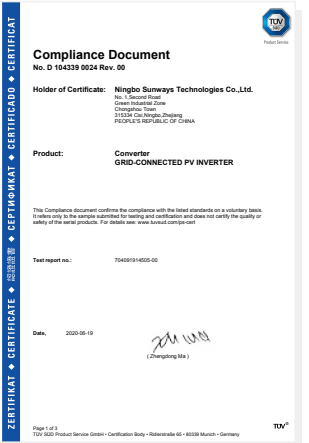 TÜV
SÜD
Product Service
Compliance Document
No. D 104339 0024 Rev. 00
Holder of Certificate: Ningbo Sunways Technologies Co.,Ltd.
No. 1,Second Road
Green Industrial Zone
Chongshou Town
315334 Cixi,Ningbo,Zhejiang
PEOPLE'S REPUBLIC OF CHINA
Product: Converter
GRID-CONNECTED PV INVERTER
This Compliance document confirms the compliance with the listed standards on a voluntary basis.
It refers only to the sample submitted for testing and certification and does not certify the quality or
safety of the serial products. For details see: www.tuvsud.com/ps-cert
Test report no.: 704091914505-00
Date, 2020-06-19
( Zhengdong Ma )
Page 1 of 3
TÜV SÜD Product Service GmbH • Certification Body • Ridlerstraße 65 • 80339 Munich • Germany
TÜV®
ZERTIFIKAT ◆ CERTIFICATE ◆ 認證證書 ◆ СЕРТИФИКАТ ◆ CERTIFICADO ◆ CERTIFICAT